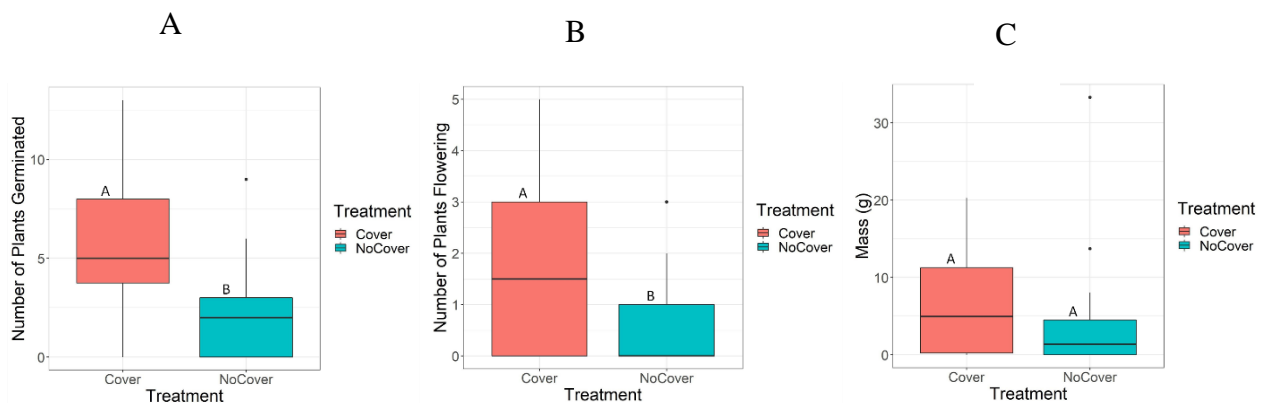 A
Number of Plants Germinated
10
5
0
A
B
Cover
NoCover
Treatment
Treatment
Cover
NoCover
B
Number of Plants Flowering
5
4
3
2
1
0
A
B
Cover
NoCover
Treatment
Treatment
Cover
NoCover
C
Mass (g)
30
20
10
0
A
A
Cover
NoCover
Treatment
Treatment
Cover
NoCover